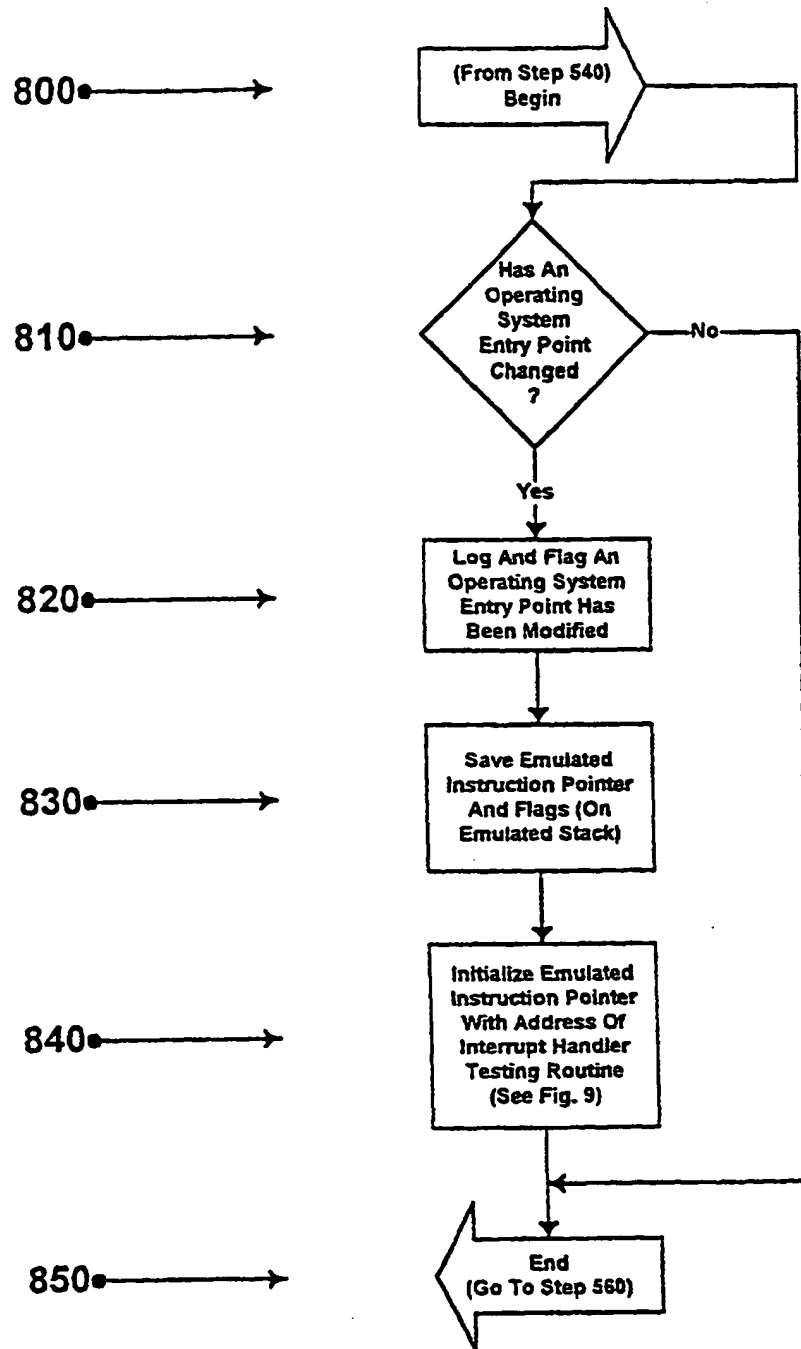 800
(From Step 540)
Begin
810
Has An
Operating
System
Entry Point
Changed
?
No
Yes
820
Log And Flag An
Operating System
Entry Point Has
Been Modified
830
Save Emulated
Instruction Pointer
And Flags (On
Emulated Stack)
840
Initialize Emulated
Instruction Pointer
With Address Of
Interrupt Handler
Testing Routine
(See Fig. 9)
850
End
(Go To Step 560)